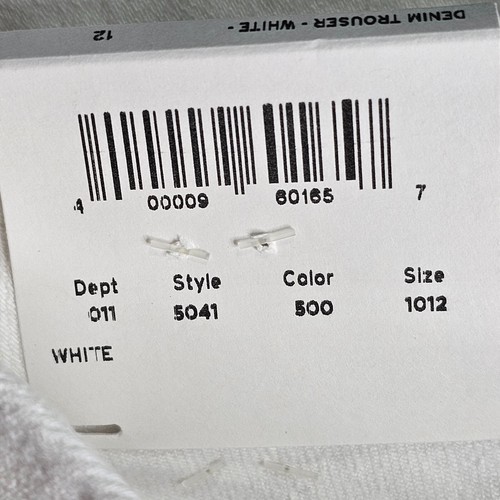 DENIM TROUSER - WHITE - 12
4 00009 60165 7
Dept Style Color Size
011 5041 500 1012
WHITE